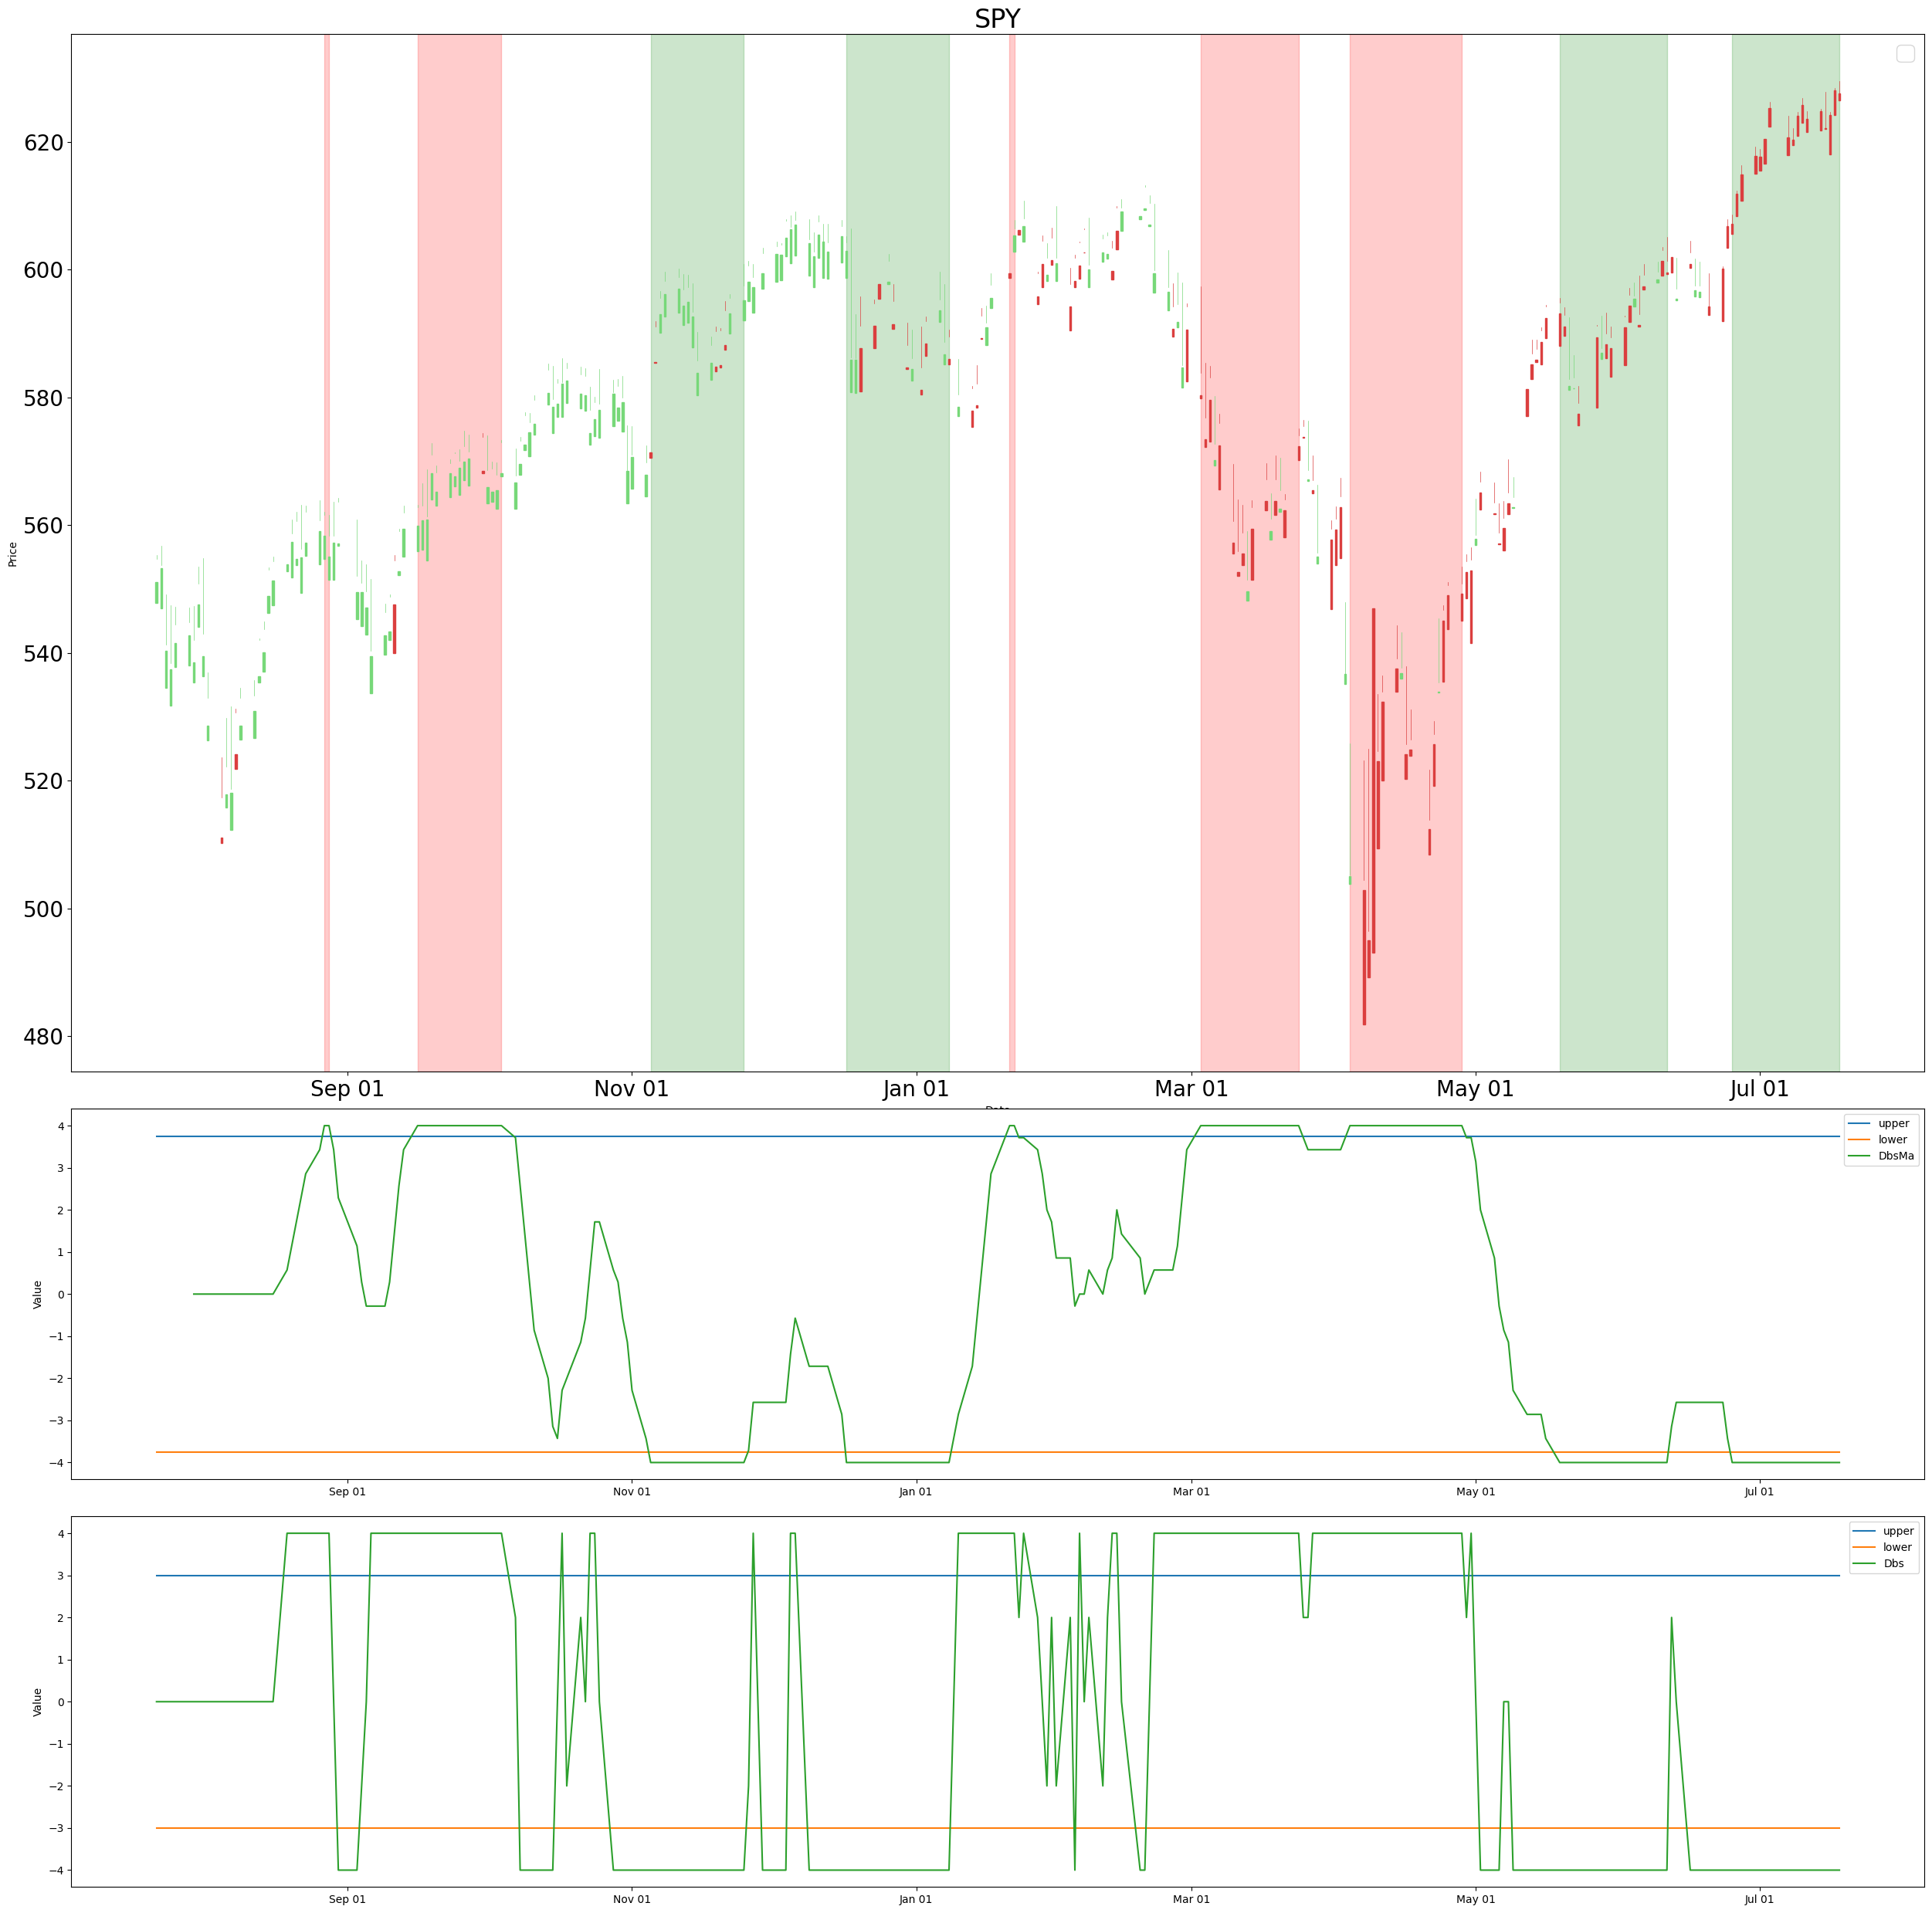 SPY
620
600
580
560
540
520
500
480
Price
Sep 01
Nov 01
Jan 01
Mar 01
May 01
Jul 01
Date
4
3
2
1
0
−1
−2
−3
−4
Value
upper
lower
DbsMa
Sep 01
Nov 01
Jan 01
Mar 01
May 01
Jul 01
4
3
2
1
0
−1
−2
−3
−4
Value
upper
lower
Dbs
Sep 01
Nov 01
Jan 01
Mar 01
May 01
Jul 01